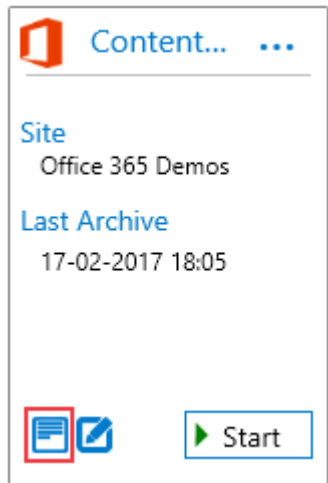 Content... ...
Site
Office 365 Demos
Last Archive
17-02-2017 18:05
Start